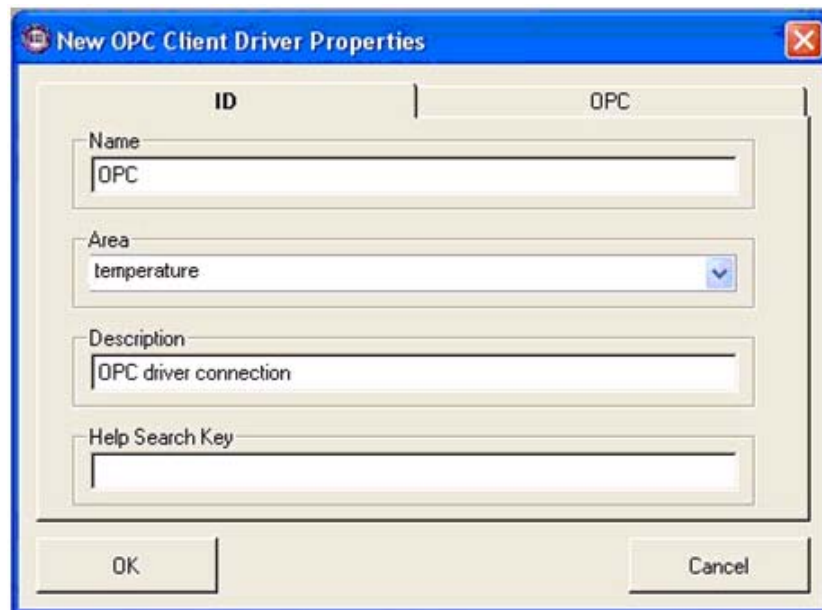 New OPC Client Driver Properties
ID OPC
Name
OPC
Area
temperature
Description
OPC driver connection
Help Search Key
OK Cancel